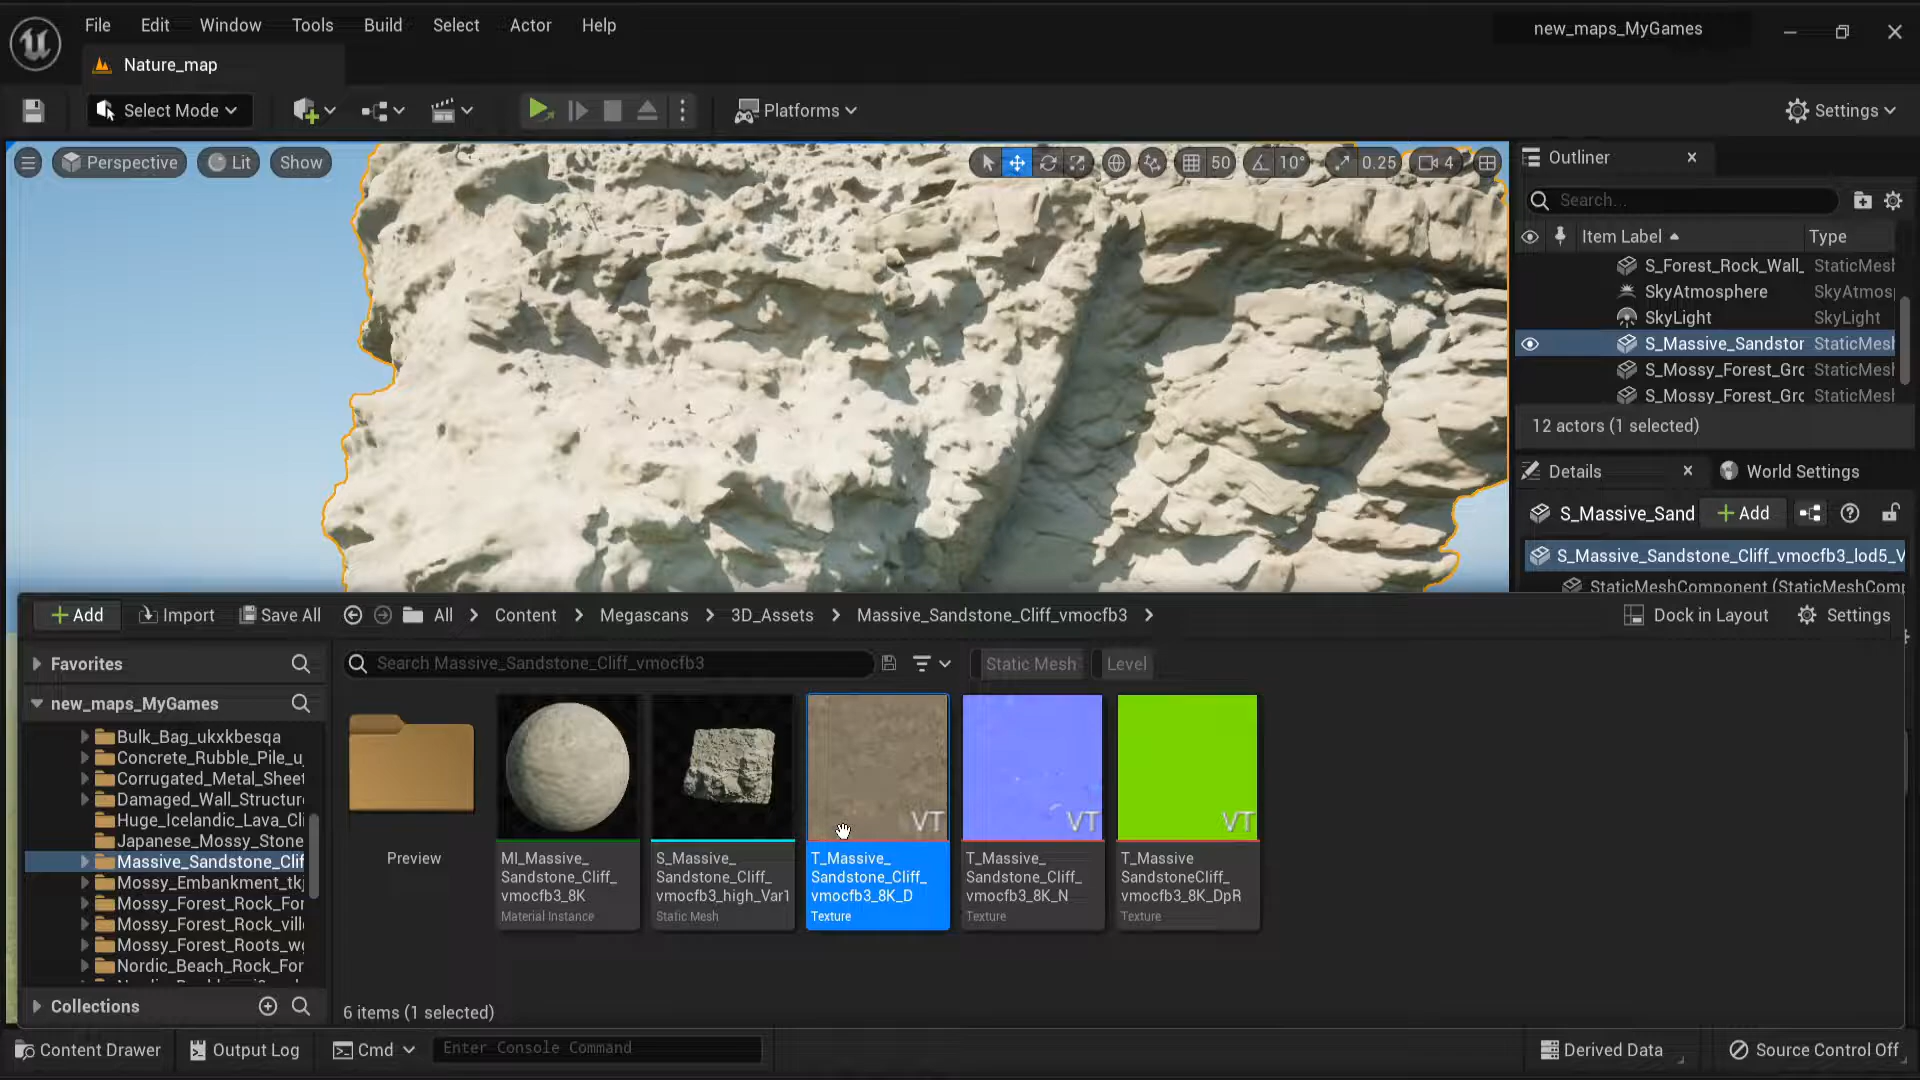 File Edit Window Tools Build Select Actor Help
new_maps_MyGames
Nature_map
Select Mode
Platforms
Settings
Perspective
Lit
Show
50
10°
0.25
4
Outliner
Search...
Item Label
Type
S_Forest_Rock_Wall_ StaticMesh
SkyAtmosphere SkyAtmos
SkyLight SkyLight
S_Massive_Sandstor StaticMesh
S_Mossy_Forest_Grc StaticMesh
S_Mossy_Forest_Grc StaticMesh
12 actors (1 selected)
Details
World Settings
S_Massive_Sand
Add
S_Massive_Sandstone_Cliff_vmocfb3_lod5_V
StaticMeshComponent (StaticMeshComp
Add
Import
Save All
All > Content > Megascans > 3D_Assets > Massive_Sandstone_Cliff_vmocfb3 >
Dock in Layout
Settings
Favorites
Search Massive_Sandstone_Cliff_vmocfb3
Static Mesh
Level
new_maps_MyGames
Bulk_Bag_ukxkbesqa
Concrete_Rubble_Pile_u
Corrugated_Metal_Sheet
Damaged_Wall_Structure
Huge_Icelandic_Lava_Cli
Japanese_Mossy_Stone
Massive_Sandstone_Clif
Mossy_Embankment_tkj
Mossy_Forest_Rock_For
Mossy_Forest_Rock_vill
Mossy_Forest_Roots_we
Nordic_Beach_Rock_For
Collections
Preview
MI_Massive_
Sandstone_Cliff_
vmocfb3_8K
Material Instance
S_Massive_
Sandstone_Cliff_
vmocfb3_high_Var1
Static Mesh
VT
T_Massive_
Sandstone_Cliff_
vmocfb3_8K_D
Texture
VT
T_Massive_
Sandstone_Cliff_
vmocfb3_8K_N
Texture
VT
T_Massive
SandstoneCliff_
vmocfb3_8K_DpR
Texture
6 items (1 selected)
Content Drawer
Output Log
Cmd
Enter Console Command
Derived Data
Source Control Off